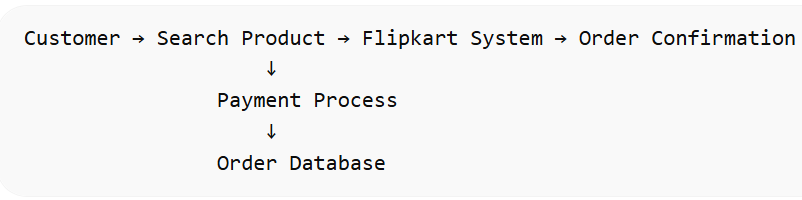 Customer → Search Product → Flipkart System → Order Confirmation
↓
Payment Process
↓
Order Database